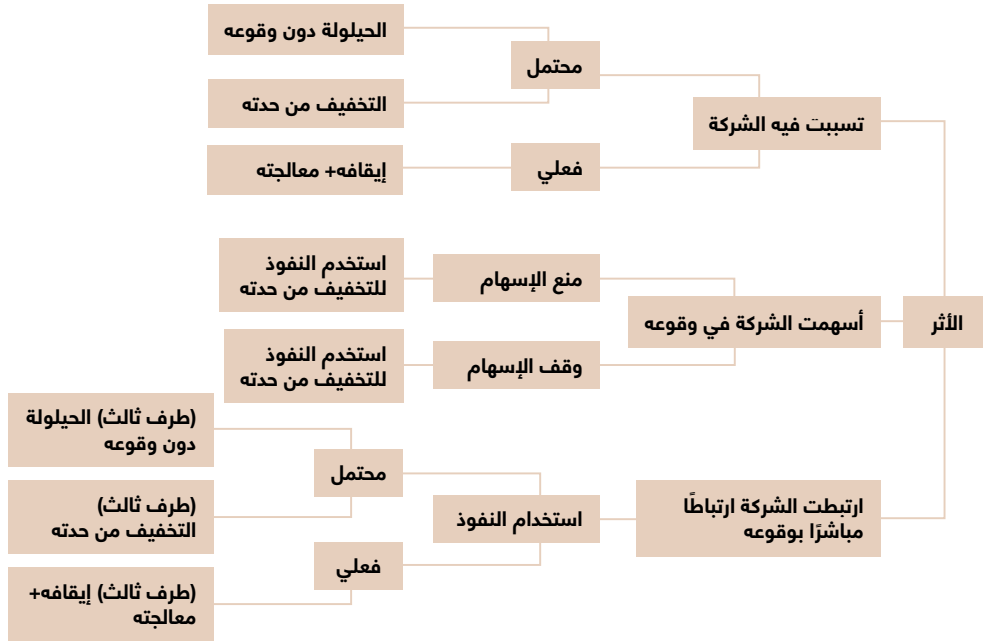 الأثر
تسببت فيه الشركة
محتمل
الحيلولة دون وقوعه
التخفيف من حدته
فعلي
إيقافه+ معالجته
أسهمت الشركة في وقوعه
منع الإسهام
استخدم النفوذ
للتخفيف من حدته
وقف الإسهام
استخدم النفوذ
للتخفيف من حدته
ارتبطت الشركة ارتباطًا
مباشرًا بوقوعه
استخدام النفوذ
محتمل
(طرف ثالث) الحيلولة
دون وقوعه
(طرف ثالث)
التخفيف من حدته
فعلي
(طرف ثالث) إيقافه+
معالجته